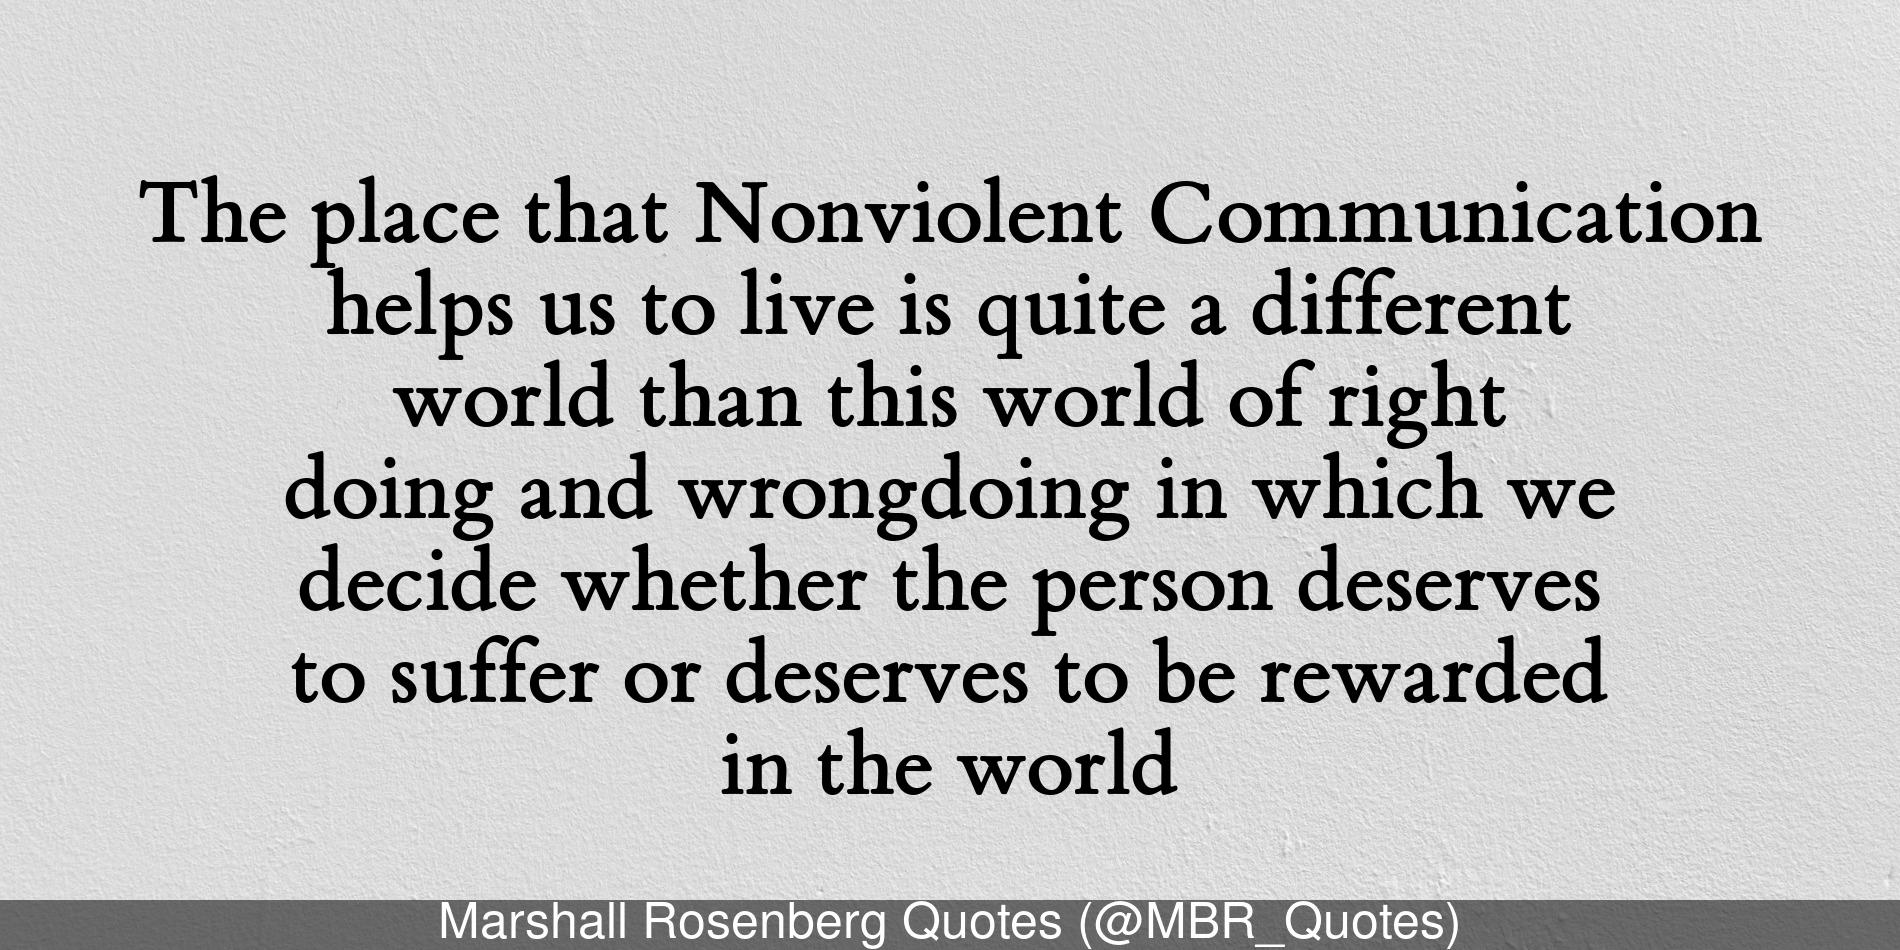 The place that Nonviolent Communication
helps us to live is quite a different
world than this world of right
doing and wrongdoing in which we
decide whether the person deserves
to suffer or deserves to be rewarded
in the world
Marshall Rosenberg Quotes (@MBR_Quotes)